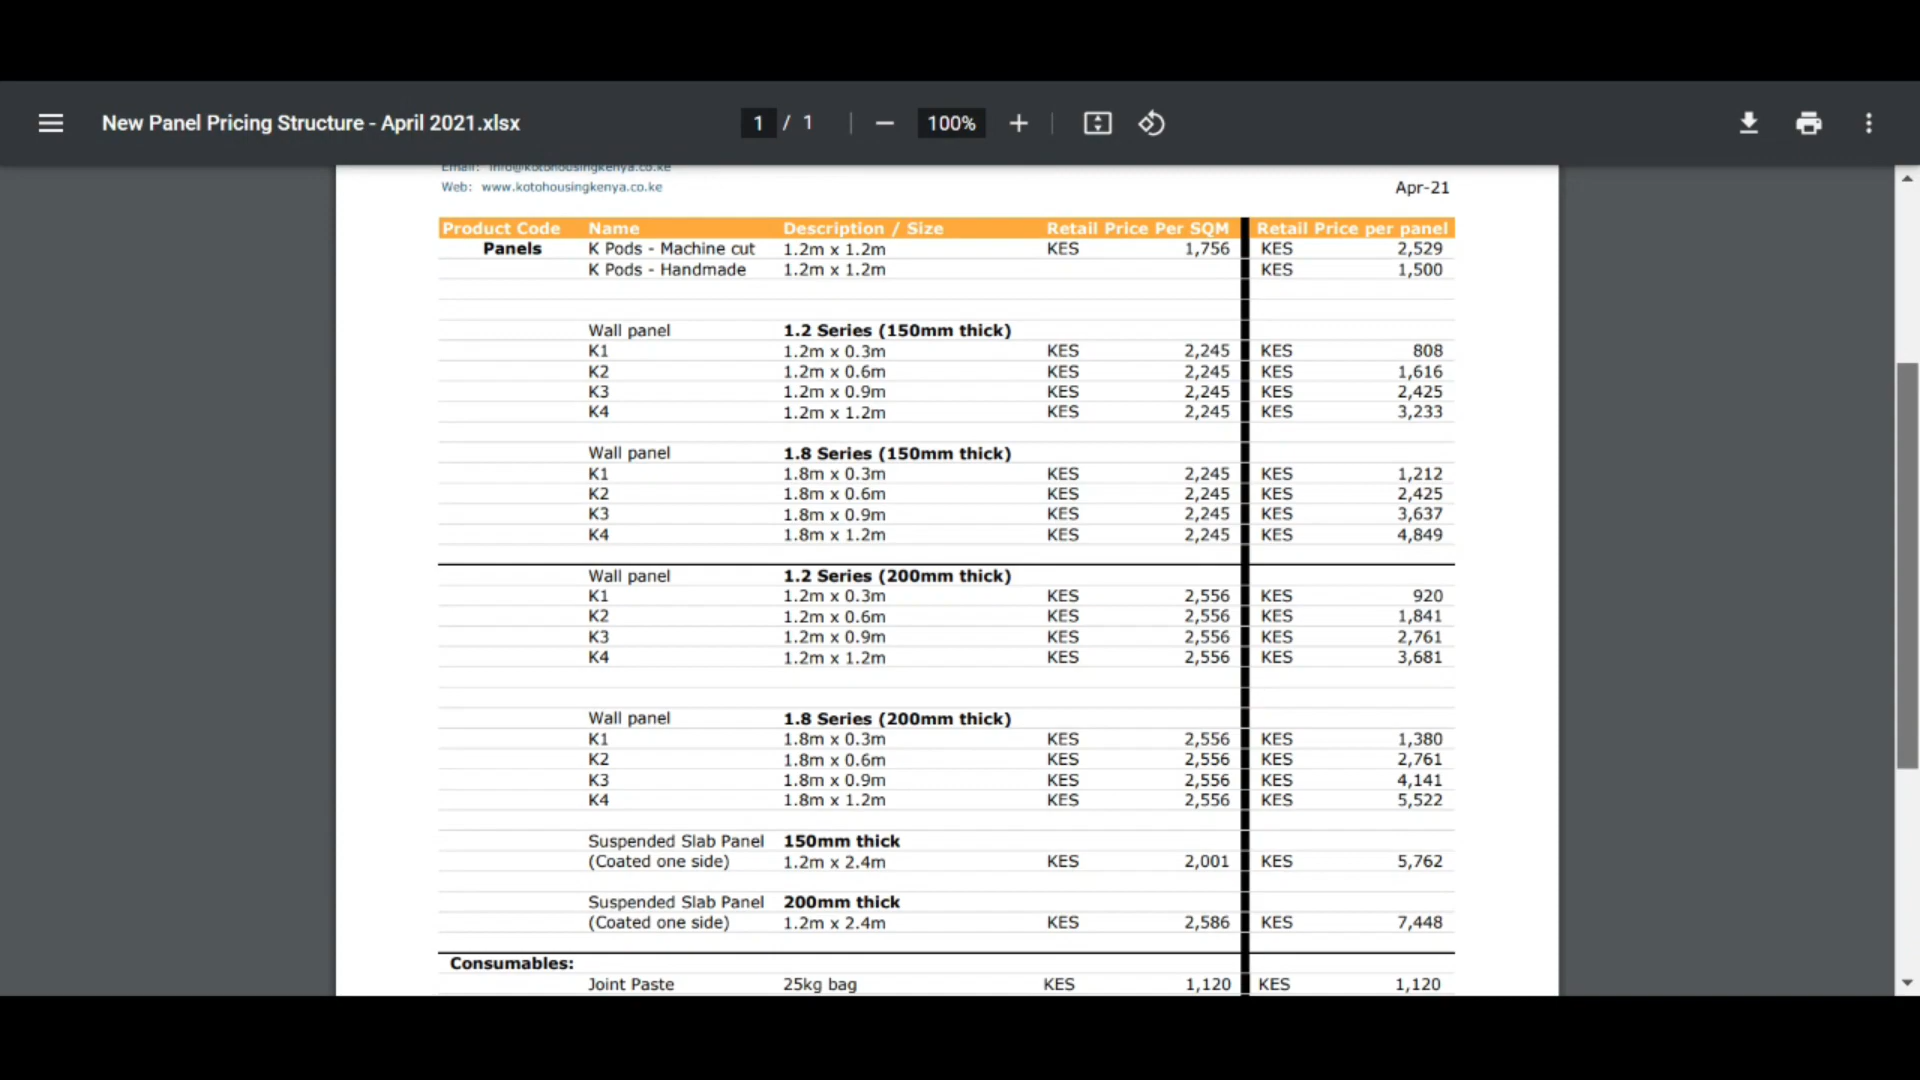 New Panel Pricing Structure - April 2021.xlsx 1 / 1 100%
Email: info@kotohousingkenya.co.ke
Web: www.kotohousingkenya.co.ke Apr-21
Product Code Name Description / Size Retail Price Per SQM Retail Price per panel
Panels K Pods - Machine cut 1.2m x 1.2m KES 1,756 KES 2,529
K Pods - Handmade 1.2m x 1.2m KES 1,500
Wall panel 1.2 Series (150mm thick)
K1 1.2m x 0.3m KES 2,245 KES 808
K2 1.2m x 0.6m KES 2,245 KES 1,616
K3 1.2m x 0.9m KES 2,245 KES 2,425
K4 1.2m x 1.2m KES 2,245 KES 3,233
Wall panel 1.8 Series (150mm thick)
K1 1.8m x 0.3m KES 2,245 KES 1,212
K2 1.8m x 0.6m KES 2,245 KES 2,425
K3 1.8m x 0.9m KES 2,245 KES 3,637
K4 1.8m x 1.2m KES 2,245 KES 4,849
Wall panel 1.2 Series (200mm thick)
K1 1.2m x 0.3m KES 2,556 KES 920
K2 1.2m x 0.6m KES 2,556 KES 1,841
K3 1.2m x 0.9m KES 2,556 KES 2,761
K4 1.2m x 1.2m KES 2,556 KES 3,681
Wall panel 1.8 Series (200mm thick)
K1 1.8m x 0.3m KES 2,556 KES 1,380
K2 1.8m x 0.6m KES 2,556 KES 2,761
K3 1.8m x 0.9m KES 2,556 KES 4,141
K4 1.8m x 1.2m KES 2,556 KES 5,522
Suspended Slab Panel 150mm thick
(Coated one side) 1.2m x 2.4m KES 2,001 KES 5,762
Suspended Slab Panel 200mm thick
(Coated one side) 1.2m x 2.4m KES 2,586 KES 7,448
Consumables:
Joint Paste 25kg bag KES 1,120 KES 1,120